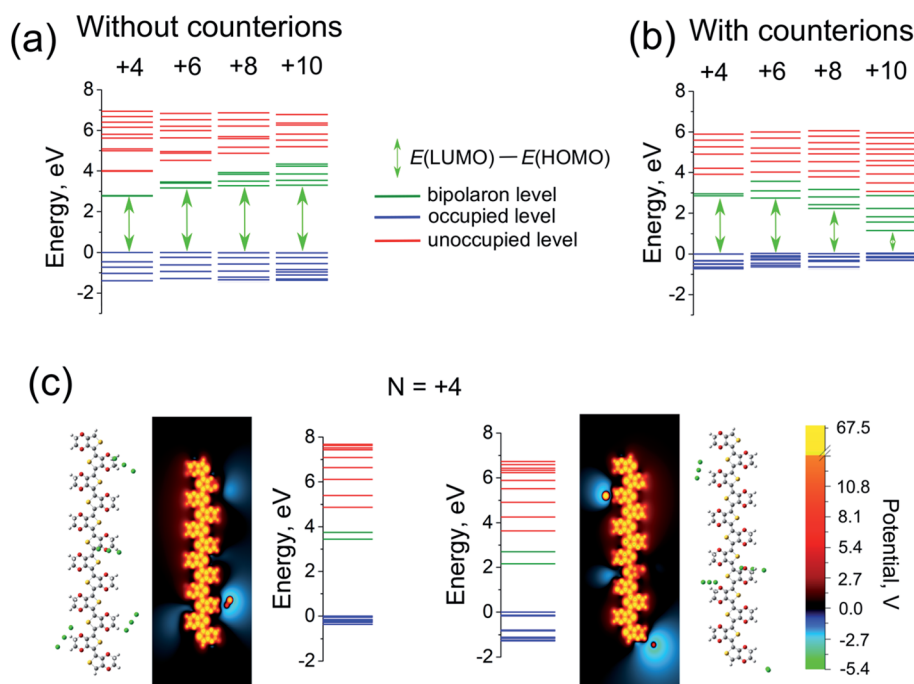 (a) Without counterions
+4 +6 +8 +10
8
6
4
2
0
-2
Energy, eV
E(LUMO) — E(HOMO)
bipolaron level
occupied level
unoccupied level
(b) With counterions
+4 +6 +8 +10
8
6
4
2
0
-2
Energy, eV
(c) N = +4
8
6
4
2
0
-2
Energy, eV
8
6
4
2
0
-2
Energy, eV
67.5
10.8
8.1
5.4
2.7
0.0
-2.7
-5.4
Potential, V